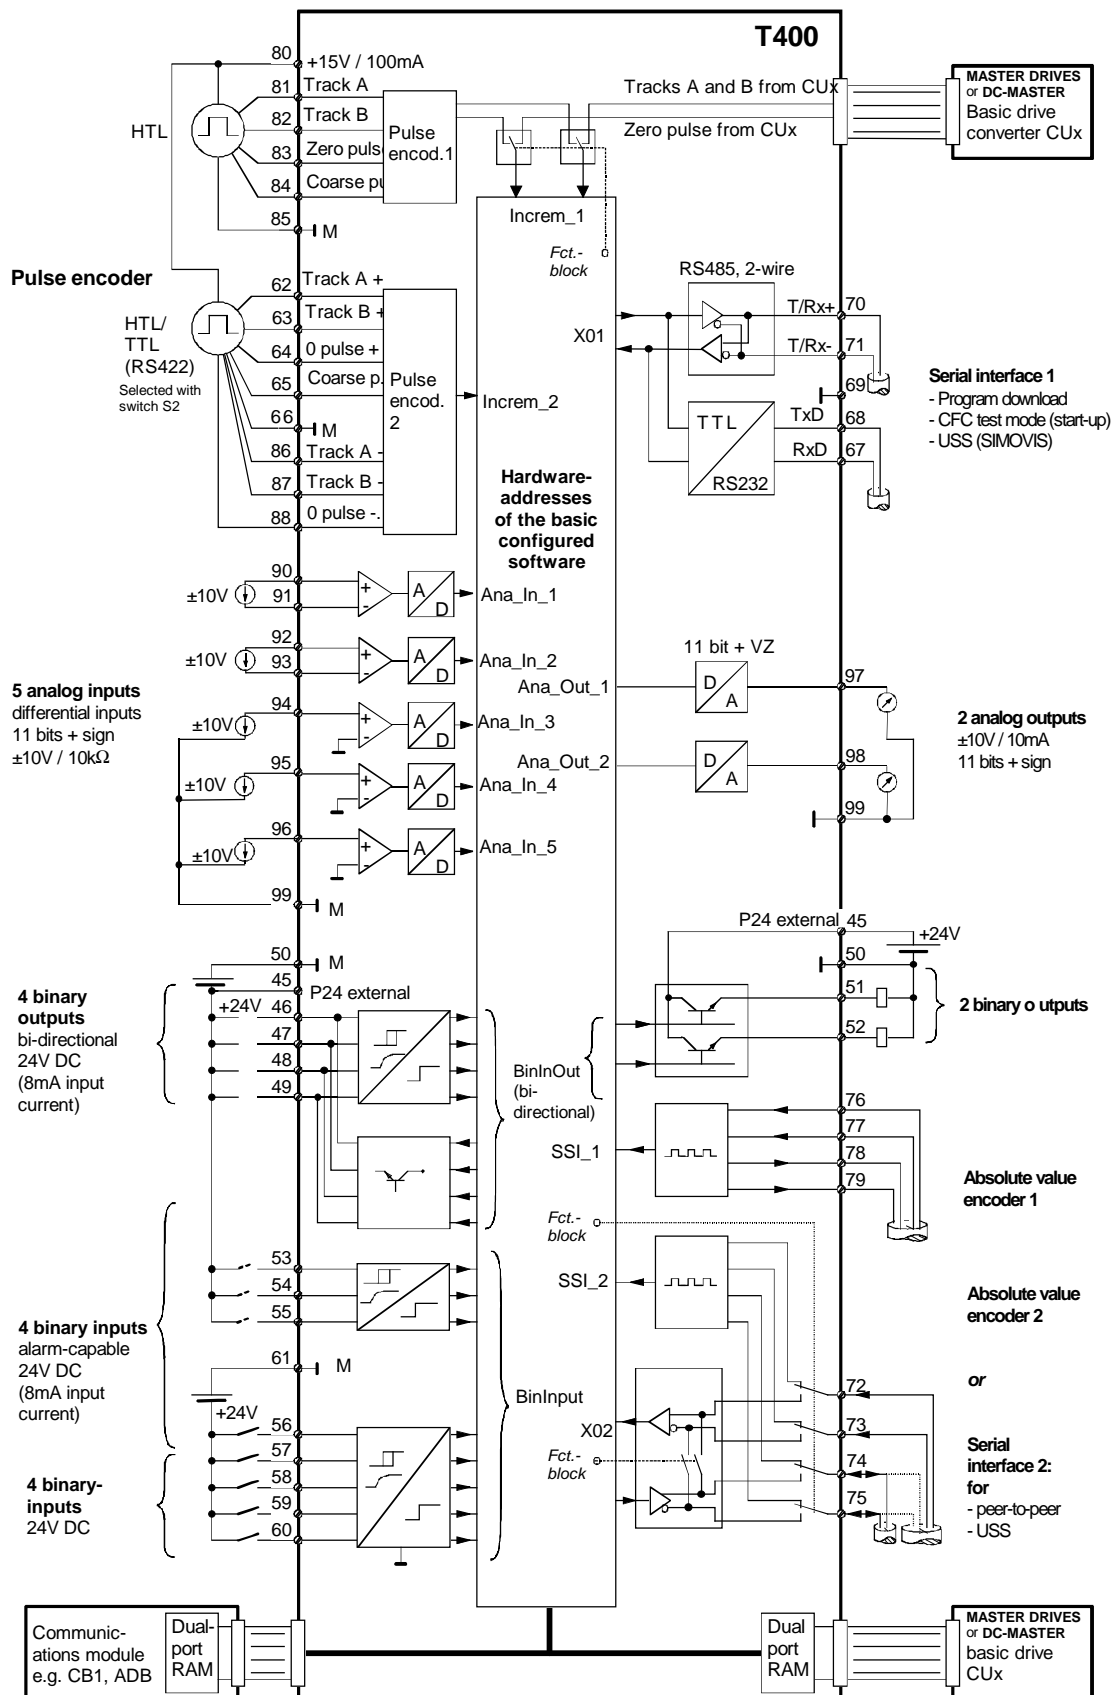 T400
80
+15V / 100mA
81
Track A
82
Track B
83
Zero puls
84
Coarse pu
85
M
HTL
Pulse
encod.1
Tracks A and B from CUx
Zero pulse from CUx
MASTER DRIVES
or DC-MASTER
Basic drive
converter CUx
Increm_1
Fct.-
block
Pulse encoder
HTL/
TTL
(RS422)
Selected with
switch S2
62
Track A +
63
Track B +
64
0 pulse +
65
Coarse p.
66
M
86
Track A -
87
Track B -
88
0 pulse -.
Pulse
encod.
2
Increm_2
RS485, 2-wire
X01
T/Rx+
70
T/Rx-
71
69
TxD
68
RxD
67
TTL
RS232
Serial interface 1
- Program download
- CFC test mode (start-up)
- USS (SIMOVIS)
Hardware-
addresses
of the basic
configured
software
5 analog inputs
differential inputs
11 bits + sign
±10V / 10kΩ
±10V
90
91
+
-
A
D
Ana_In_1
±10V
92
93
+
-
A
D
Ana_In_2
±10V
94
+
-
A
D
Ana_In_3
±10V
95
+
-
A
D
Ana_In_4
±10V
96
+
-
A
D
Ana_In_5
99
M
11 bit + VZ
Ana_Out_1
D
A
97
Ana_Out_2
D
A
98
99
2 analog outputs
±10V / 10mA
11 bits + sign
4 binary
outputs
bi-directional
24V DC
(8mA input
current)
50
M
45
P24 external
+24V
46
47
48
49
BinInOut
(bi-
directional)
P24 external
45
+24V
50
51
52
2 binary o utputs
SSI_1
76
77
78
79
Absolute value
encoder 1
Fct.-
block
SSI_2
Absolute value
encoder 2
or
4 binary inputs
alarm-capable
24V DC
(8mA input
current)
53
54
55
61
M
+24V
56
57
58
59
60
4 binary-
inputs
24V DC
BinInput
X02
Fct.-
block
72
73
74
75
Serial
interface 2:
for
- peer-to-peer
- USS
Communic-
ations module
e.g. CB1, ADB
Dual-
port
RAM
Dual
port
RAM
MASTER DRIVES
or DC-MASTER
basic drive
CUx